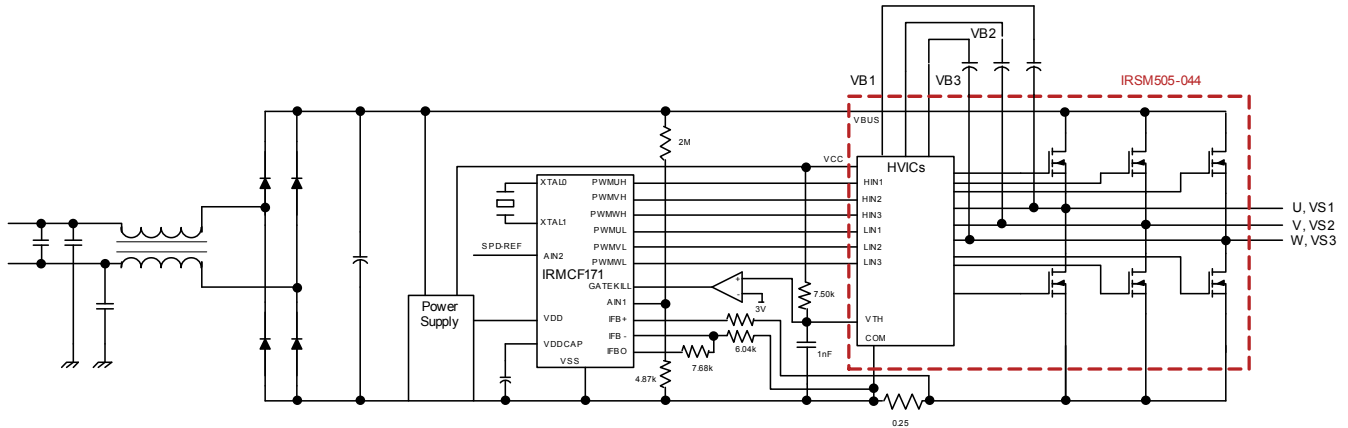 VB1
VB2
VB3
IRSM505-044
VBUS
2M
VCC
HVICs
XTAL0
XTAL1
SPD-REF
AIN2
IRMCF171
PWMUH
PWMVH
PWMWH
PWMUL
PWMVL
PWMWL
GATEKILL
AIN1
IFB+
IFB -
IFBO
VDD
VDDCAP
VSS
HIN1
HIN2
HIN3
LIN1
LIN2
LIN3
VTH
COM
U, VS1
V, VS2
W, VS3
+
-
3V
7.50k
Power
Supply
6.04k
7.68k
4.87k
1nF
0.25